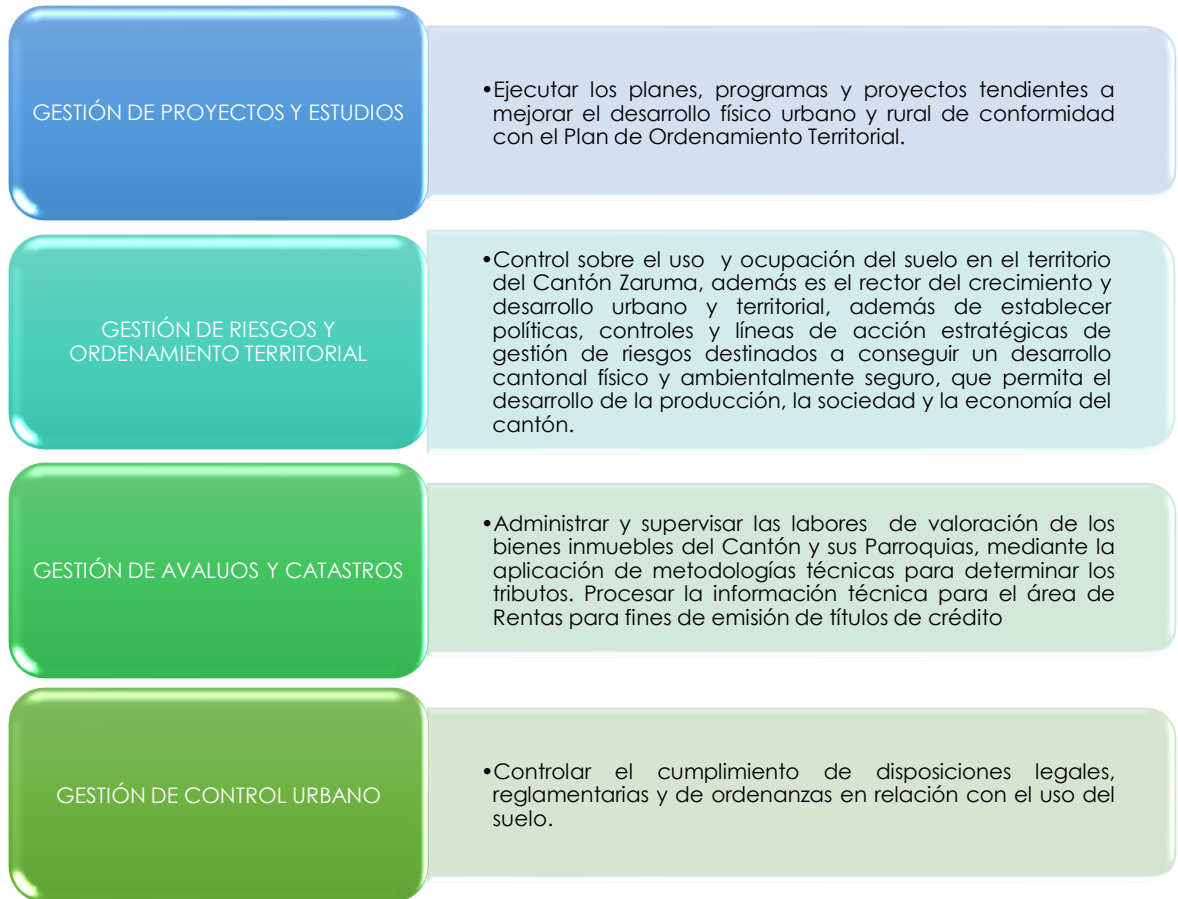 GESTIÓN DE PROYECTOS Y ESTUDIOS
•Ejecutar los planes, programas y proyectos tendientes a
mejorar el desarrollo físico urbano y rural de conformidad
con el Plan de Ordenamiento Territorial.
GESTIÓN DE RIESGOS Y
ORDENAMIENTO TERRITORIAL
•Control sobre el uso y ocupación del suelo en el territorio
del Cantón Zaruma, además es el rector del crecimiento y
desarrollo urbano y territorial, además de establecer
políticas, controles y líneas de acción estratégicas de
gestión de riesgos destinados a conseguir un desarrollo
cantonal físico y ambientalmente seguro, que permita el
desarrollo de la producción, la sociedad y la economía del
cantón.
GESTIÓN DE AVALUOS Y CATASTROS
•Administrar y supervisar las labores de valoración de los
bienes inmuebles del Cantón y sus Parroquias, mediante la
aplicación de metodologías técnicas para determinar los
tributos. Procesar la información técnica para el área de
Rentas para fines de emisión de títulos de crédito
GESTIÓN DE CONTROL URBANO
•Controlar el cumplimiento de disposiciones legales,
reglamentarias y de ordenanzas en relación con el uso del
suelo.